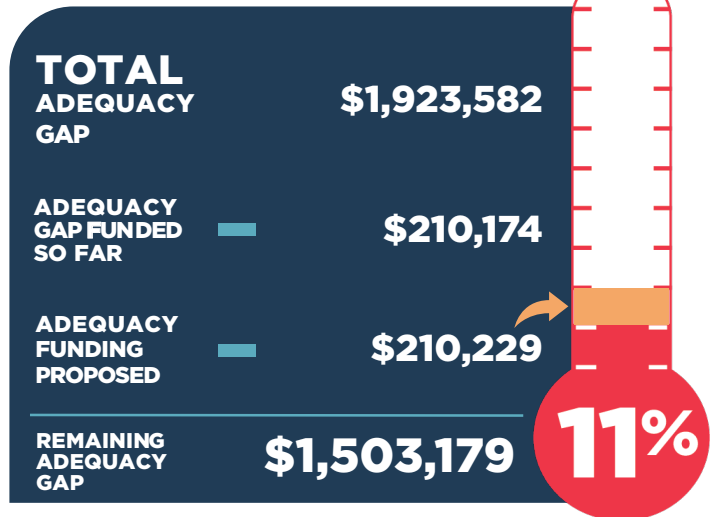 TOTAL
ADEQUACY
GAP
$1,923,582
ADEQUACY
GAP FUNDED
SO FAR
$210,174
ADEQUACY
FUNDING
PROPOSED
$210,229
REMAINING
ADEQUACY
GAP
$1,503,179
11%